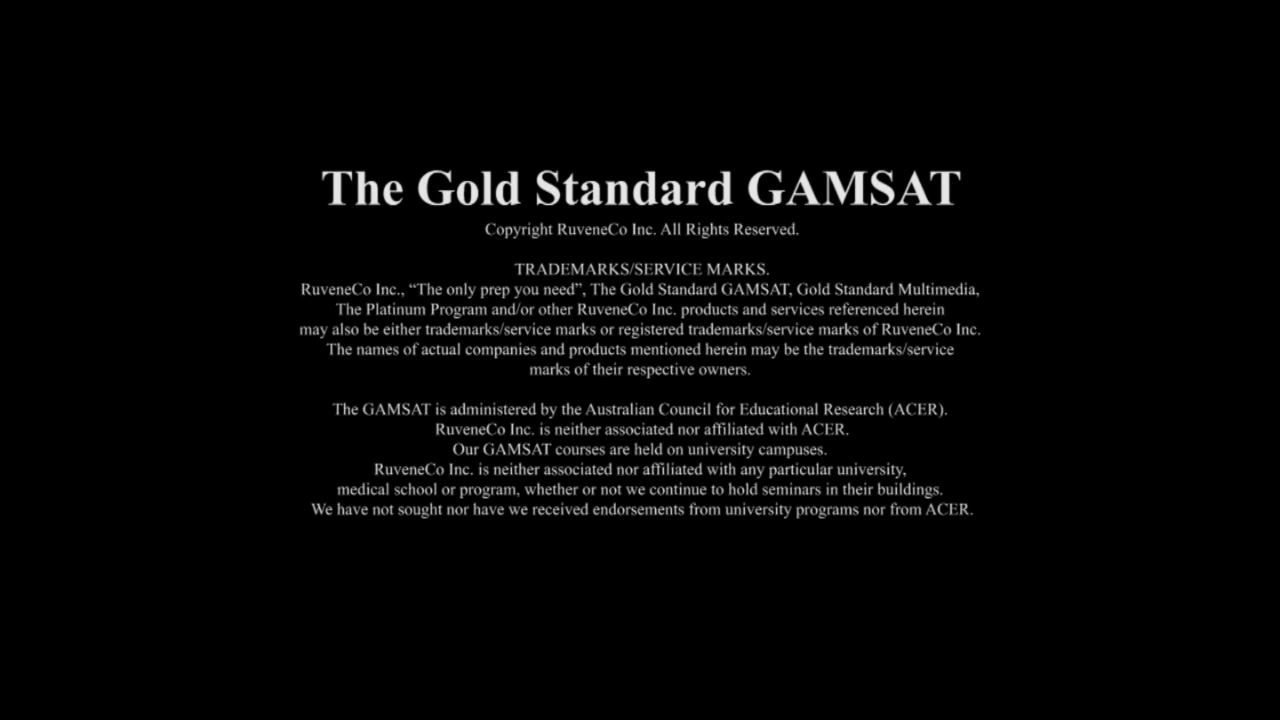 The Gold Standard GAMSAT
Copyright RuveneCo Inc. All Rights Reserved.
TRADEMARKS/SERVICE MARKS.
RuveneCo Inc., “The only prep you need”, The Gold Standard GAMSAT, Gold Standard Multimedia,
The Platinum Program and/or other RuveneCo Inc. products and services referenced herein
may also be either trademarks/service marks or registered trademarks/service marks of RuveneCo Inc.
The names of actual companies and products mentioned herein may be the trademarks/service
marks of their respective owners.
The GAMSAT is administered by the Australian Council for Educational Research (ACER).
RuveneCo Inc. is neither associated nor affiliated with ACER.
Our GAMSAT courses are held on university campuses.
RuveneCo Inc. is neither associated nor affiliated with any particular university,
medical school or program, whether or not we continue to hold seminars in their buildings.
We have not sought nor have we received endorsements from university programs nor from ACER.